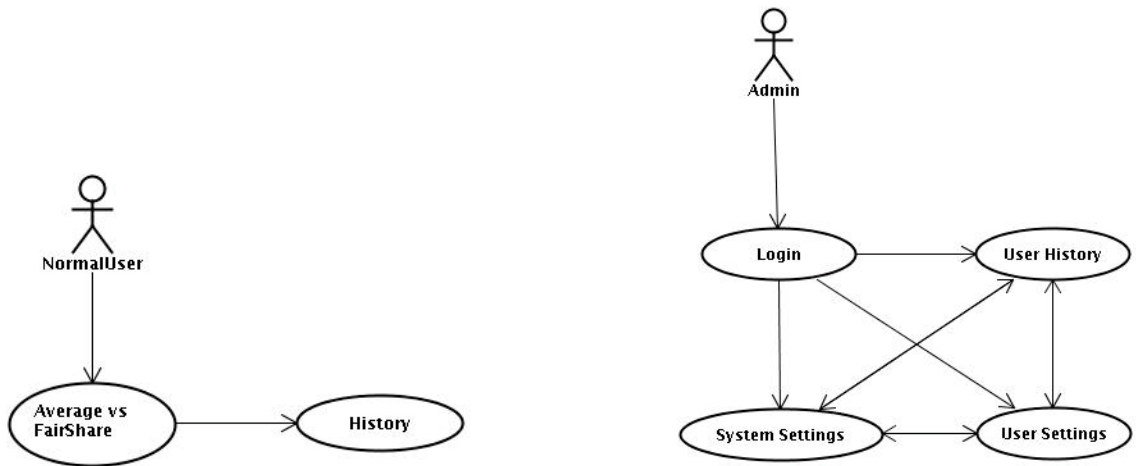 Admin
NormalUser
Login
User History
Average vs
FairShare
History
System Settings
User Settings